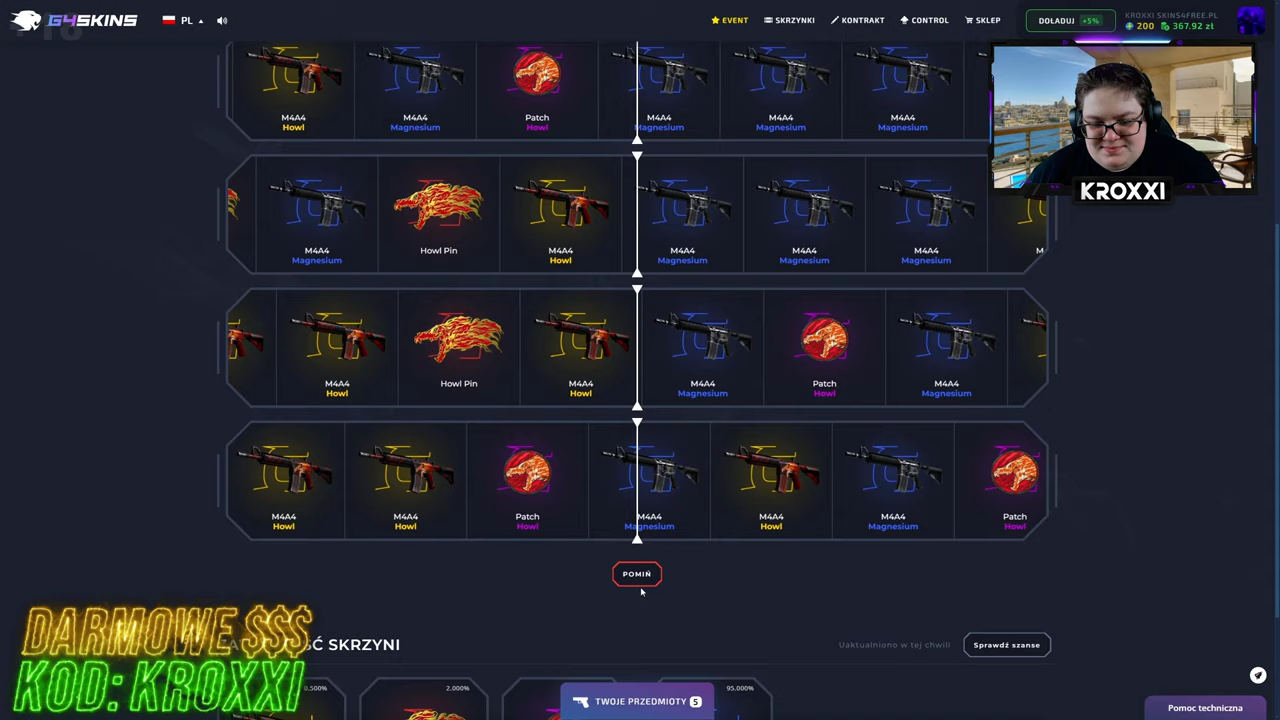 G4SKINS
PL
EVENT
SKRZYNKI
KONTRAKT
CONTROL
SKLEP
DOŁADUJ +5%
KROXXI SKINS4FREE.PL
200 367.92 zł
M4A4
Howl
M4A4
Magnesium
Patch
Howl
M4A4
Magnesium
M4A4
Magnesium
M4A4
Magnesium
KROXXI
M4A4
Magnesium
Howl Pin
M4A4
Howl
M4A4
Magnesium
M4A4
Magnesium
M4A4
Magnesium
M4A4
Howl
Howl Pin
M4A4
Howl
M4A4
Magnesium
Patch
Howl
M4A4
Magnesium
M4A4
Howl
M4A4
Howl
Patch
Howl
M4A4
Magnesium
M4A4
Howl
M4A4
Magnesium
Patch
Howl
POMIŃ
DARMOWE $$$
KOD: KROXXI
SKRZYNI
Uaktualniono w tej chwili
Sprawdź szanse
2.000%
95.000%
TWOJE PRZEDMIOTY 5
Pomoc techniczna